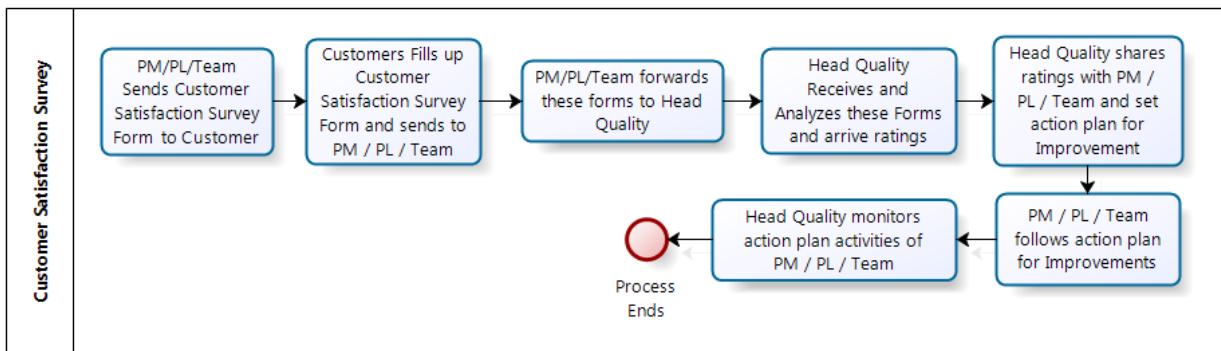 Customer Satisfaction Survey
PM/PL/Team
Sends Customer
Satisfaction Survey
Form to Customer
Customers Fills up
Customer
Satisfaction Survey
Form and sends to
PM / PL / Team
PM/PL/Team forwards
these forms to Head
Quality
Head Quality
Receives and
Analyzes these Forms
and arrive ratings
Head Quality shares
ratings with PM /
PL / Team and set
action plan for
Improvement
PM / PL / Team
follows action plan
for Improvements
Head Quality monitors
action plan activities of
PM / PL / Team
Process
Ends